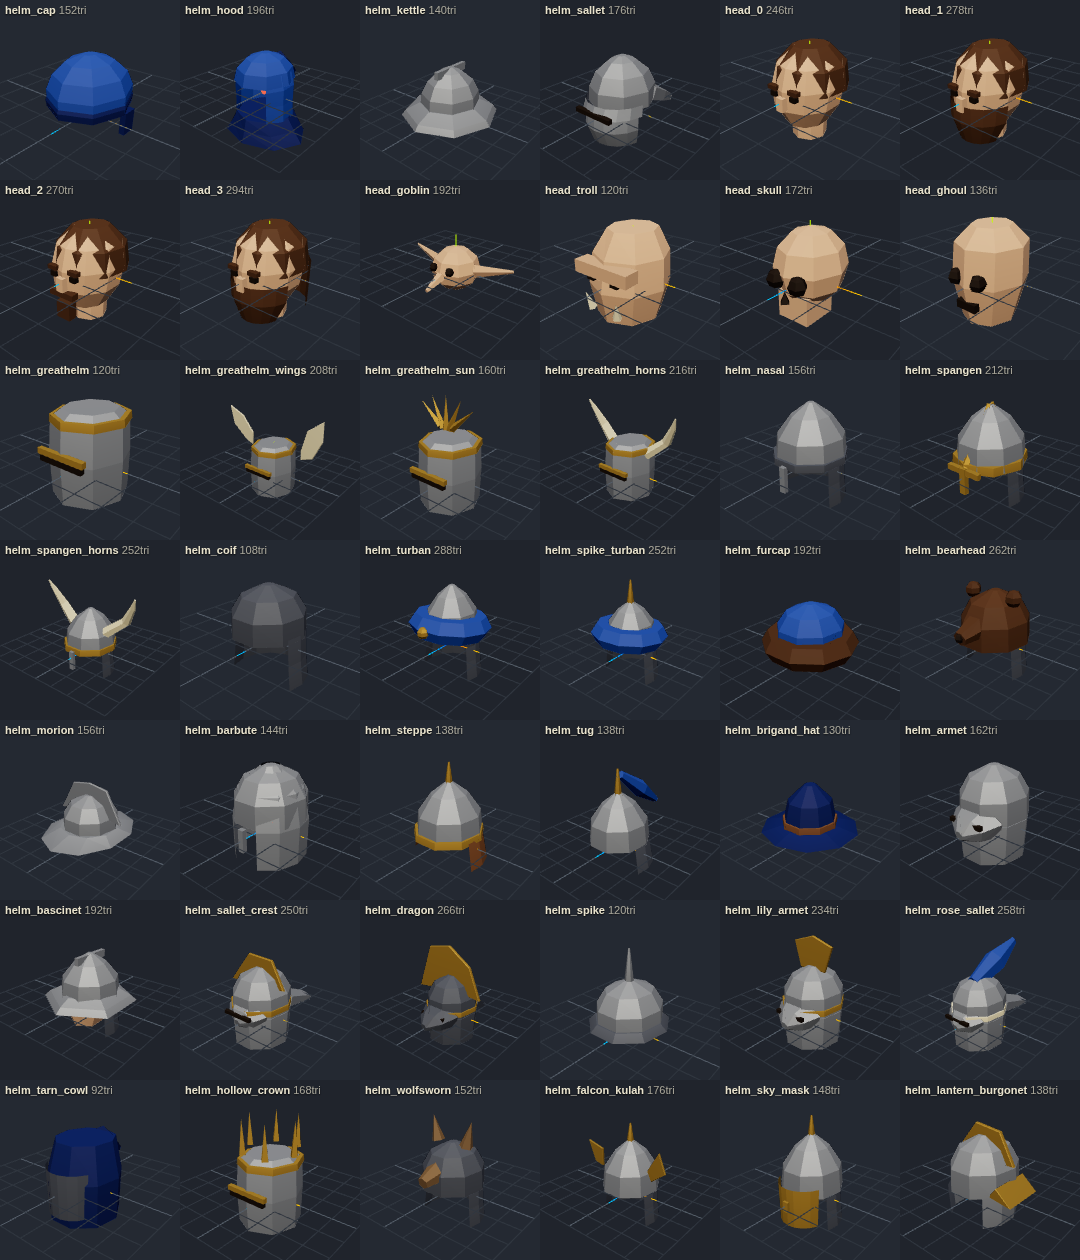 helm_cap 152tri
helm_hood 196tri
helm_kettle 140tri
helm_sallet 176tri
head_0 246tri
head_1 278tri
head_2 270tri
head_3 294tri
head_goblin 192tri
head_troll 120tri
head_skull 172tri
head_ghoul 136tri
helm_greathelm 120tri
helm_greathelm_wings 208tri
helm_greathelm_sun 160tri
helm_greathelm_horns 216tri
helm_nasal 156tri
helm_spangen 212tri
helm_spangen_horns 252tri
helm_coif 108tri
helm_turban 288tri
helm_spike_turban 252tri
helm_furcap 192tri
helm_bearhead 262tri
helm_morion 156tri
helm_barbute 144tri
helm_steppe 138tri
helm_tug 138tri
helm_brigand_hat 130tri
helm_armet 162tri
helm_bascinet 192tri
helm_sallet_crest 250tri
helm_dragon 266tri
helm_spike 120tri
helm_lily_armet 234tri
helm_rose_sallet 258tri
helm_tarn_cowl 92tri
helm_hollow_crown 168tri
helm_wolfsworn 152tri
helm_falcon_kulah 176tri
helm_sky_mask 148tri
helm_lantern_burgonet 138tri